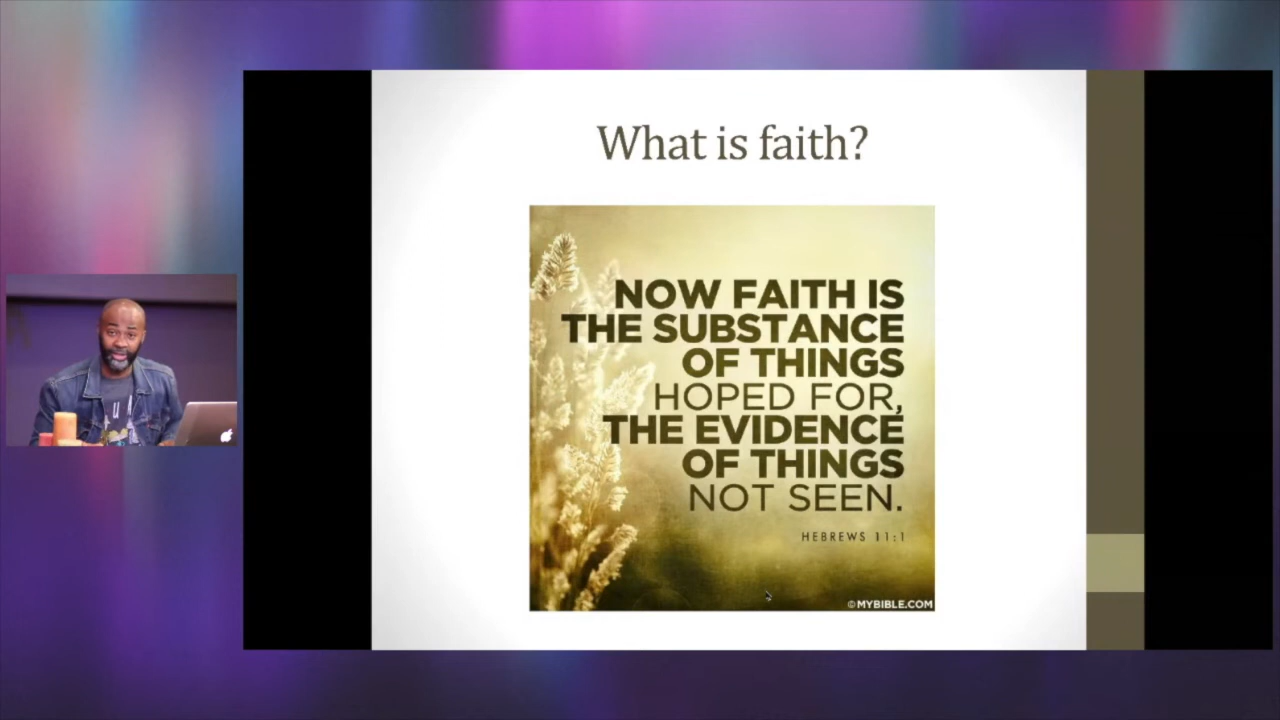 What is faith?
NOW FAITH IS
THE SUBSTANCE
OF THINGS
HOPED FOR,
THE EVIDENCE
OF THINGS
NOT SEEN.
HEBREWS 11:1
©MYBIBLE.COM